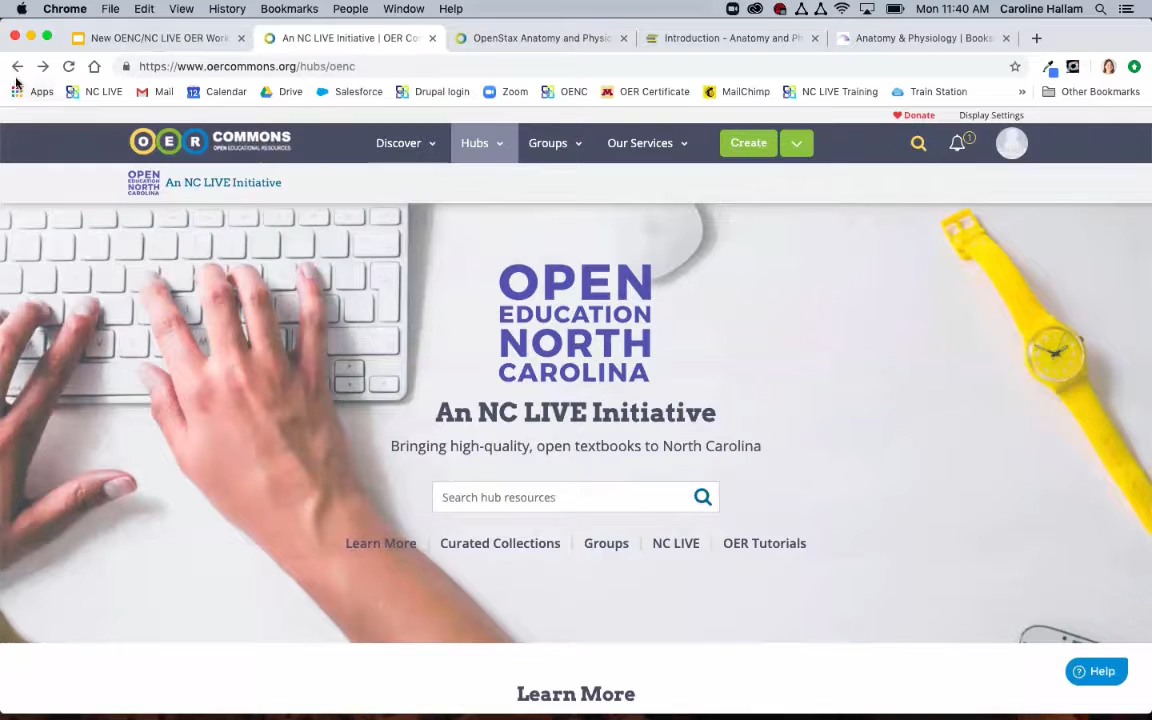 Chrome File Edit View History Bookmarks People Window Help Mon 11:40 AM Caroline Hallam
New OENC/NC LIVE OER Work An NC LIVE Initiative | OER Co OpenStax Anatomy and Physio Introduction - Anatomy and Ph Anatomy & Physiology | Books
https://www.oercommons.org/hubs/oenc
Apps NC LIVE Mail Calendar Drive Salesforce Drupal login Zoom OENC OER Certificate MailChimp NC LIVE Training Train Station » Other Bookmarks
Donate Display Settings
OER COMMONS
OPEN EDUCATIONAL RESOURCES
Discover Hubs Groups Our Services Create 1
OPEN EDUCATION NORTH CAROLINA An NC LIVE Initiative
OPEN
EDUCATION
NORTH
CAROLINA
An NC LIVE Initiative
Bringing high-quality, open textbooks to North Carolina
Search hub resources
Learn More | Curated Collections | Groups | NC LIVE | OER Tutorials
Help
Learn More